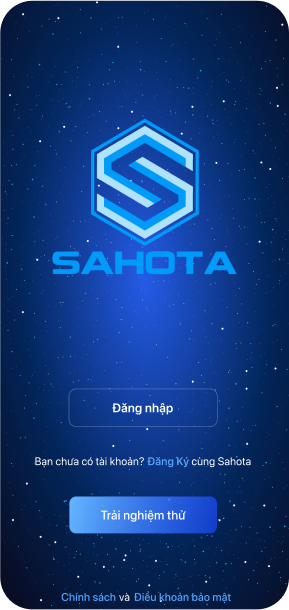 SAHOTA
Đăng nhập
Bạn chưa có tài khoản? Đăng Ký cùng Sahota
Trải nghiệm thử
Chính sách và Điều khoản bảo mật